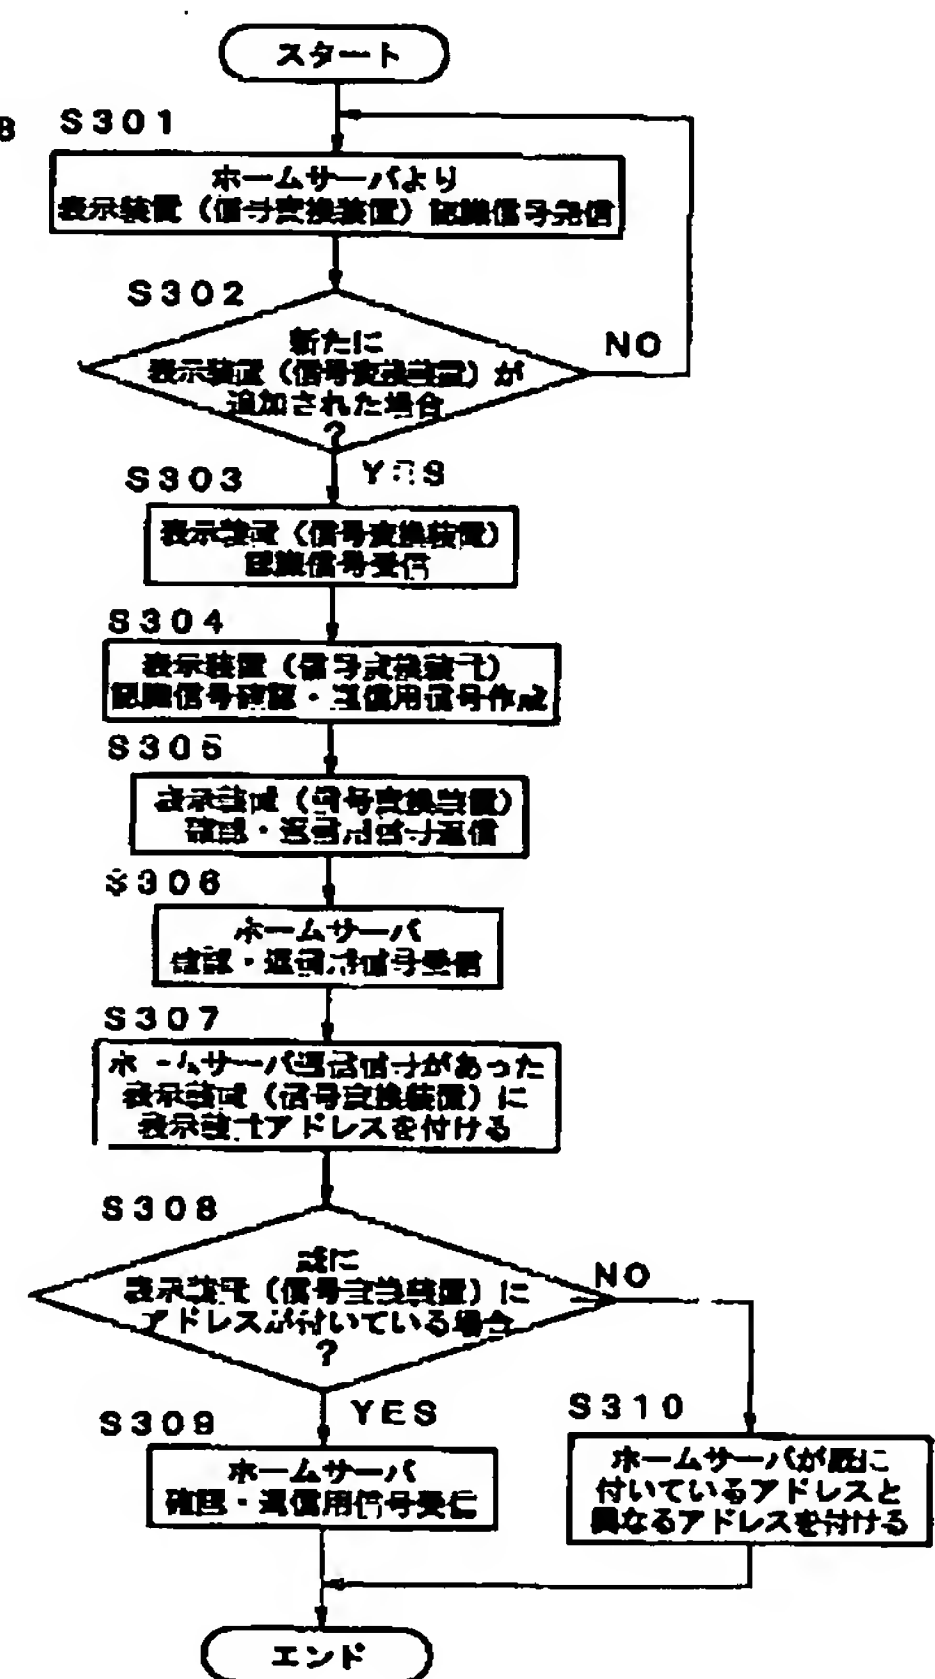 スタート
S301
ホームサーバより
表示装置（信号変換装置）認識信号発信
S302
新たに
表示装置（信号変換装置）が
追加された場合
?
NO
YES
S303
表示装置（信号変換装置）
認識信号受信
S304
表示装置（信号変換装置）
認識信号確認・返信用信号作成
S305
表示装置（信号変換装置）
確認・返信用信号返信
S306
ホームサーバ
確認・返信用信号受信
S307
ホームサーバ返信信号があった
表示装置（信号変換装置）に
表示装置アドレスを付ける
S308
既に
表示装置（信号変換装置）に
アドレスが付いている場合
?
NO
YES
S309
ホームサーバ
確認・返信用信号受信
S310
ホームサーバが既に
付いているアドレスと
異なるアドレスを付ける
エンド